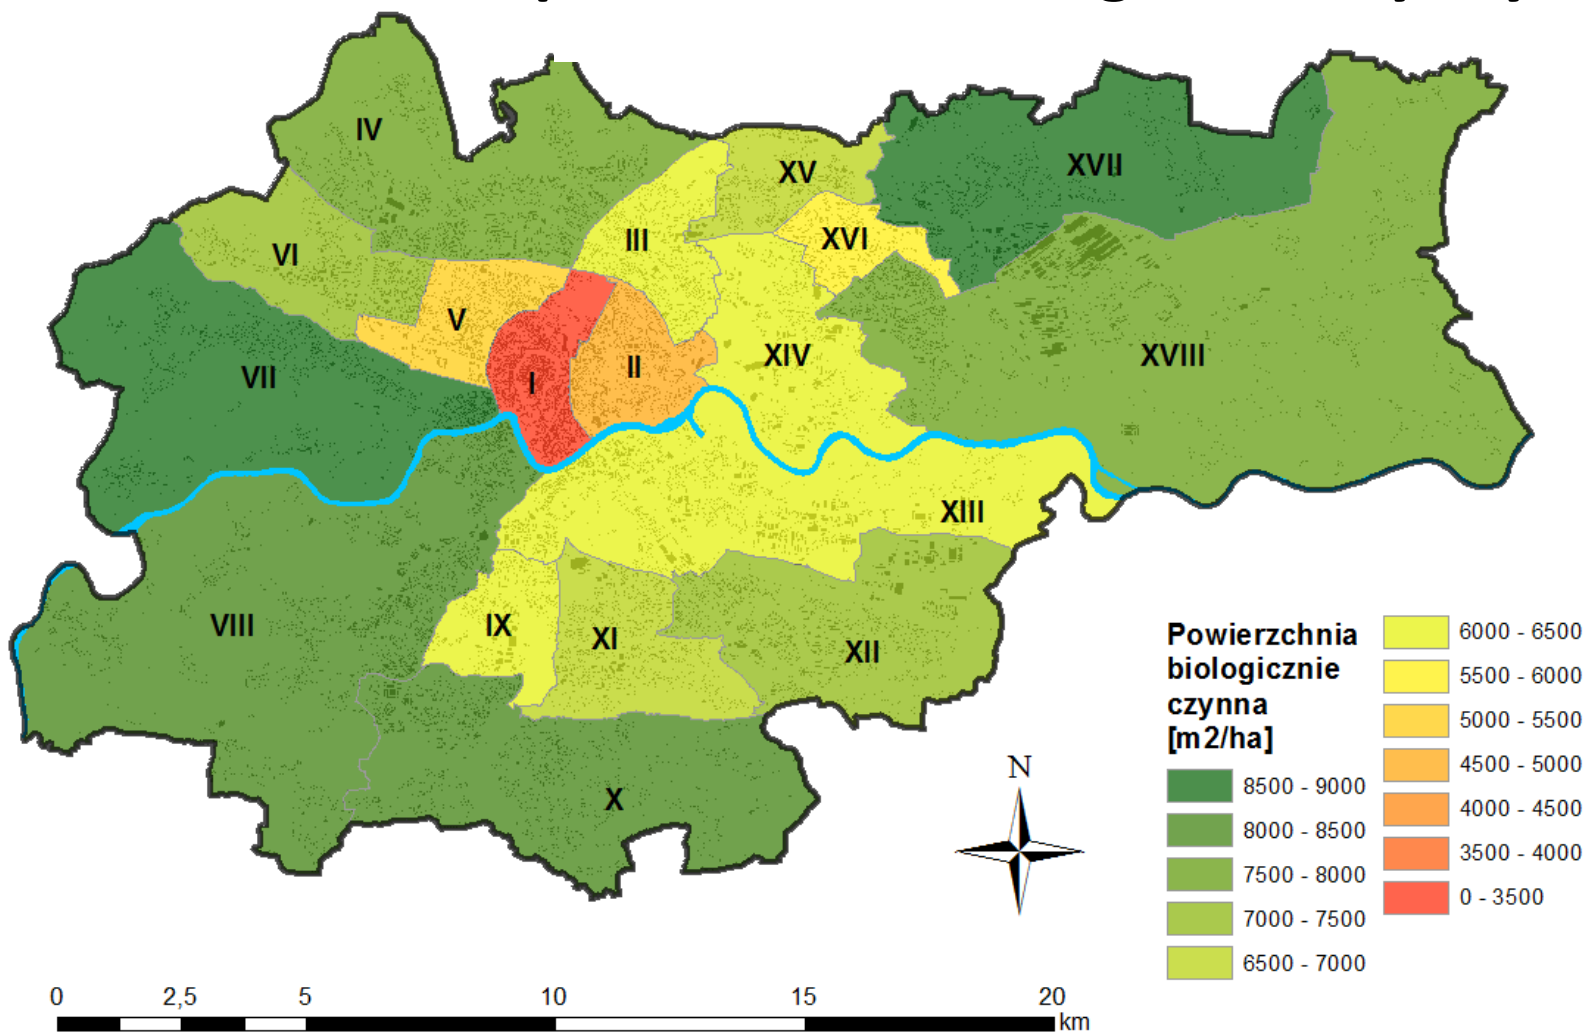 IV
XV
XVII
III
XVI
VI
V
XIV
XVIII
II
VII
I
XIII
IX
VIII
XI
XII
X
Powierzchnia
biologicznie
czynna
[m2/ha]
8500 - 9000
8000 - 8500
7500 - 8000
7000 - 7500
6500 - 7000
6000 - 6500
5500 - 6000
5000 - 5500
4500 - 5000
4000 - 4500
3500 - 4000
0 - 3500
N
0 2,5 5 10 15 20
km